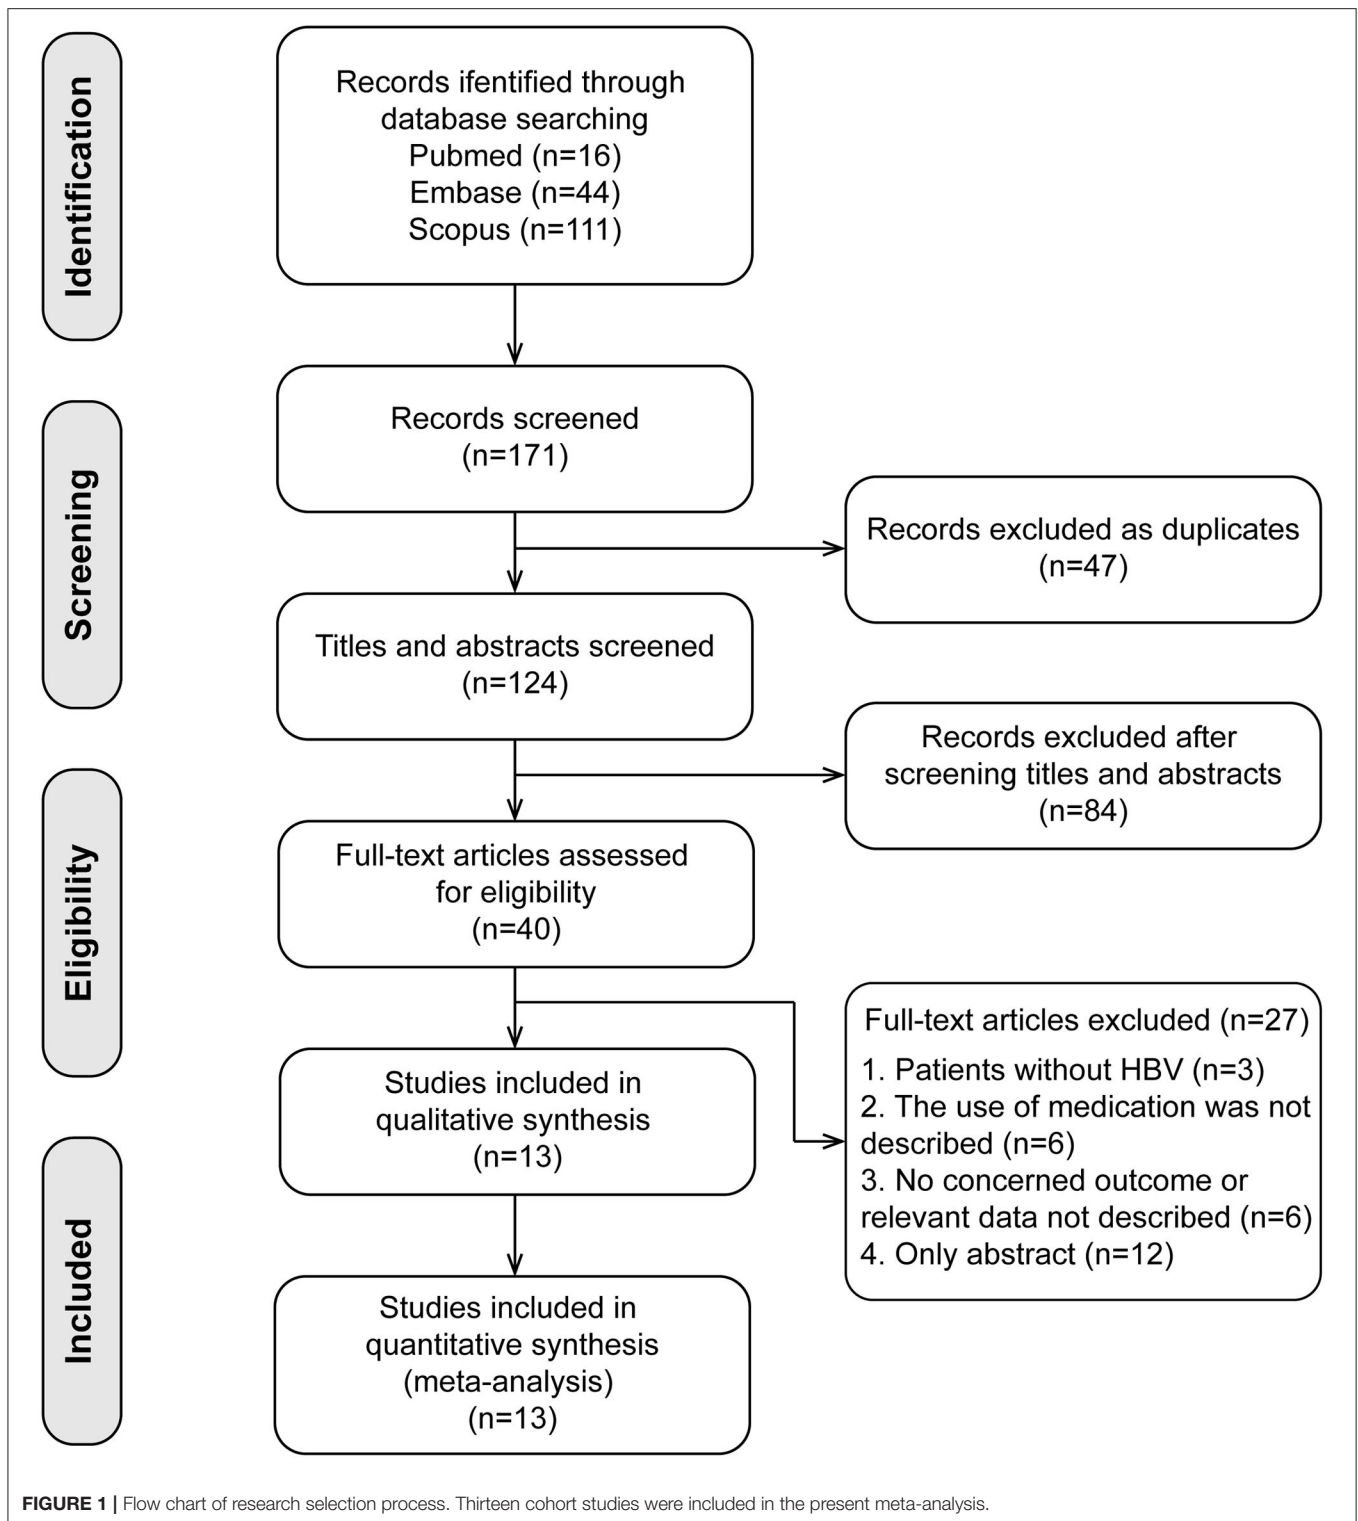 Identification
Records ifentified through
database searching
Pubmed (n=16)
Embase (n=44)
Scopus (n=111)
Screening
Records screened
(n=171)
Records excluded as duplicates
(n=47)
Titles and abstracts screened
(n=124)
Records excluded after
screening titles and abstracts
(n=84)
Eligibility
Full-text articles assessed
for eligibility
(n=40)
Full-text articles excluded (n=27)
1. Patients without HBV (n=3)
2. The use of medication was not
described (n=6)
3. No concerned outcome or
relevant data not described (n=6)
4. Only abstract (n=12)
Studies included in
qualitative synthesis
(n=13)
Included
Studies included in
quantitative synthesis
(meta-analysis)
(n=13)
FIGURE 1 | Flow chart of research selection process. Thirteen cohort studies were included in the present meta-analysis.